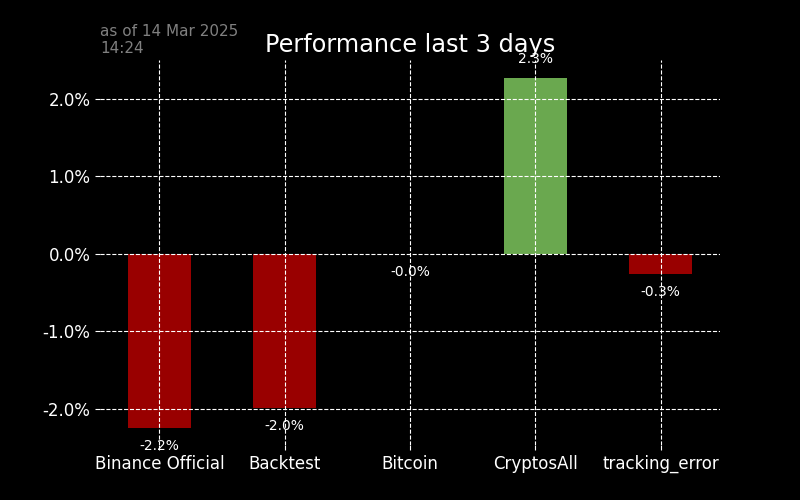 as of 14 Mar 2025
14:24
Performance last 3 days
2.3%
2.0%
1.0%
0.0%
-0.0%
-0.3%
-1.0%
-2.0%
-2.0%
-2.2%
Binance Official
Backtest
Bitcoin
CryptosAll
tracking_error